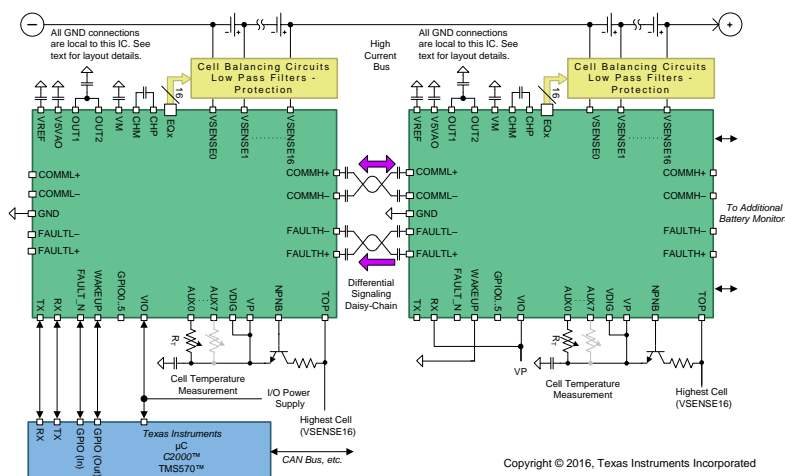 All GND connections
are local to this IC. See
text for layout details.
Cell Balancing Circuits
Low Pass Filters -
Protection
High
Current
Bus
All GND connections
are local to this IC. See
text for layout details.
Cell Balancing Circuits
Low Pass Filters -
Protection
16
16
VREF
V5VAO
OUT1
OUT2
VM
CHM
CHP
EQx
VSENSE0
VSENSE1
VSENSE16
VREF
V5VAO
OUT1
OUT2
VM
CHM
CHP
EQx
VSENSE0
VSENSE1
VSENSE16
COMML+
COMML–
GND
FAULTL–
FAULTL+
COMMH+
COMMH–
FAULTH–
FAULTH+
COMML+
COMML–
GND
FAULTL–
FAULTL+
COMMH+
COMMH–
FAULTH–
FAULTH+
To Additional
Battery Monitor
Differential
Signaling
Daisy-Chain
TX
RX
FAULT_N
WAKEUP
GPIO0..5
VIO
AUX0
AUX7
VDIG
VP
NPNB
TOP
TX
RX
FAULT_N
WAKEUP
GPIO0..5
VIO
AUX0
AUX7
VDIG
VP
NPNB
TOP
RT
RT
Cell Temperature
Measurement
I/O Power
Supply
Highest Cell
(VSENSE16)
VP
Cell Temperature
Measurement
Highest Cell
(VSENSE16)
RX
TX
GPIO (In)
GPIO (Out)
Texas Instruments
µC
C2000™
TMS570™
CAN Bus, etc.
Copyright © 2016, Texas Instruments Incorporated